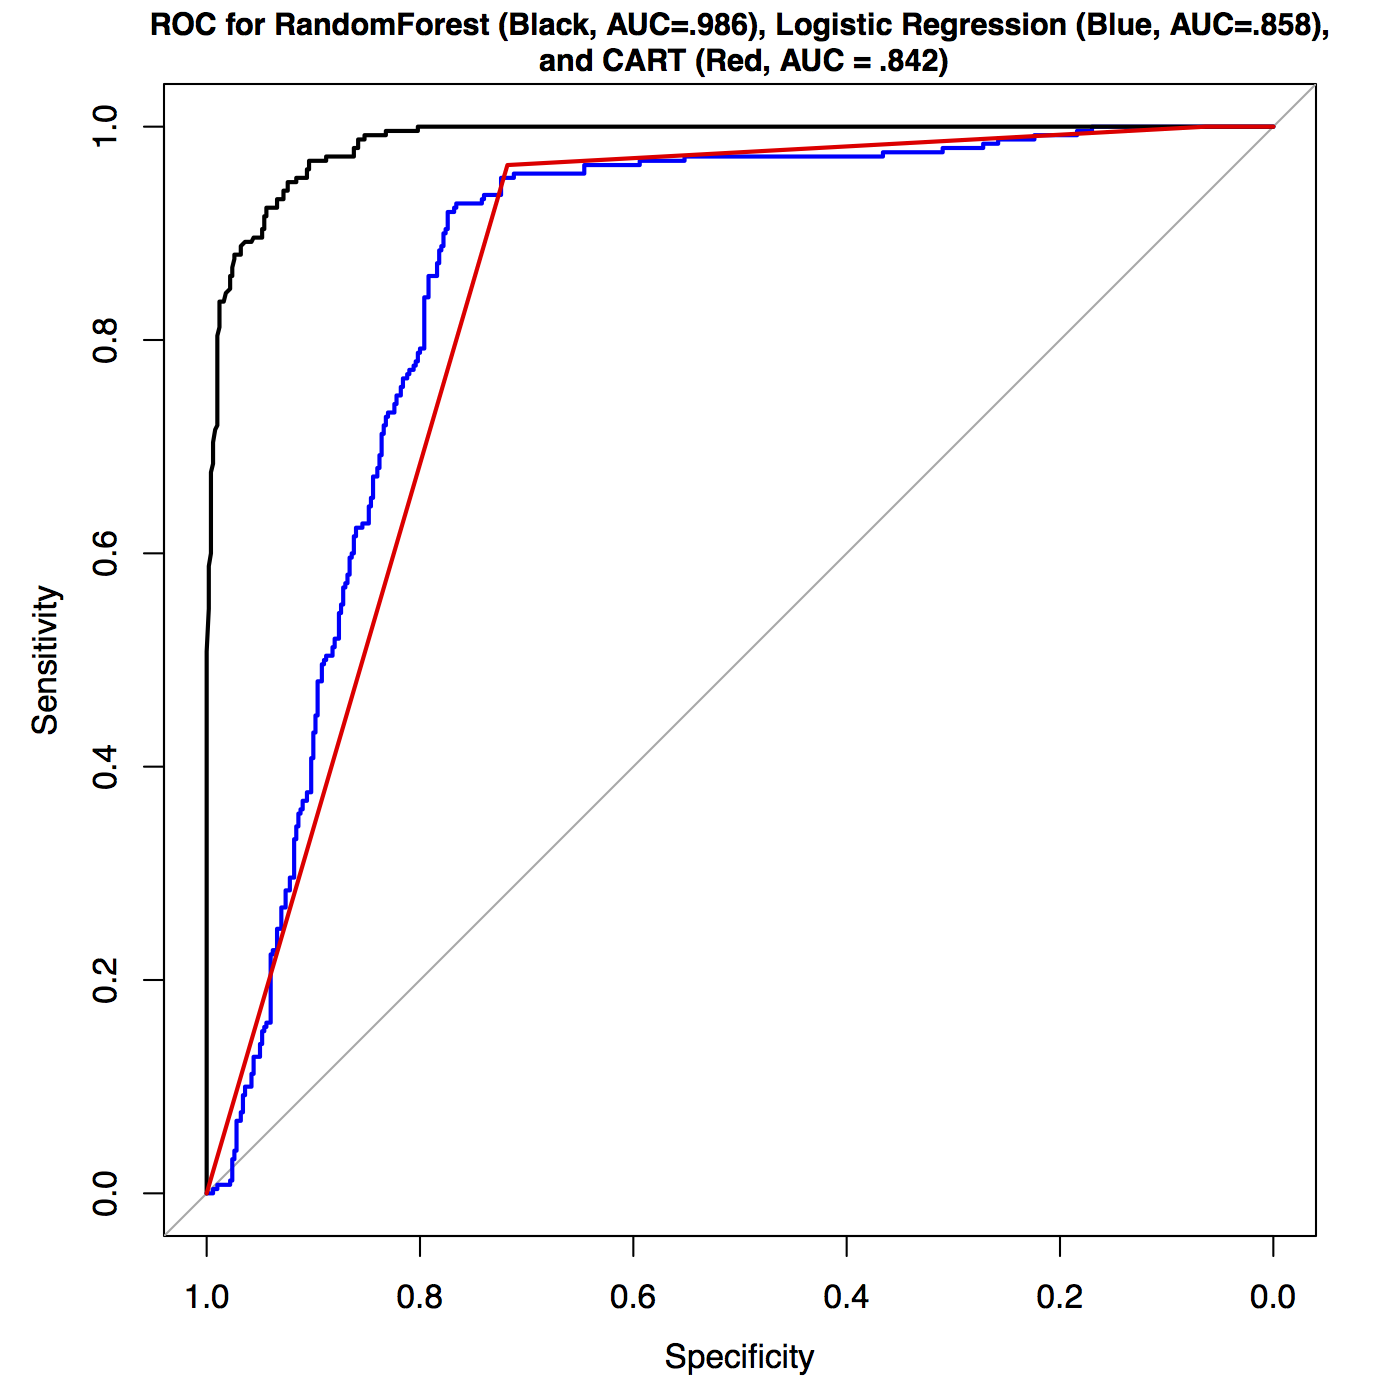 ROC for RandomForest (Black, AUC=.986), Logistic Regression (Blue, AUC=.858),
and CART (Red, AUC = .842)
1.0
0.8
0.6
0.4
0.2
0.0
Sensitivity
1.0 0.8 0.6 0.4 0.2 0.0
Specificity